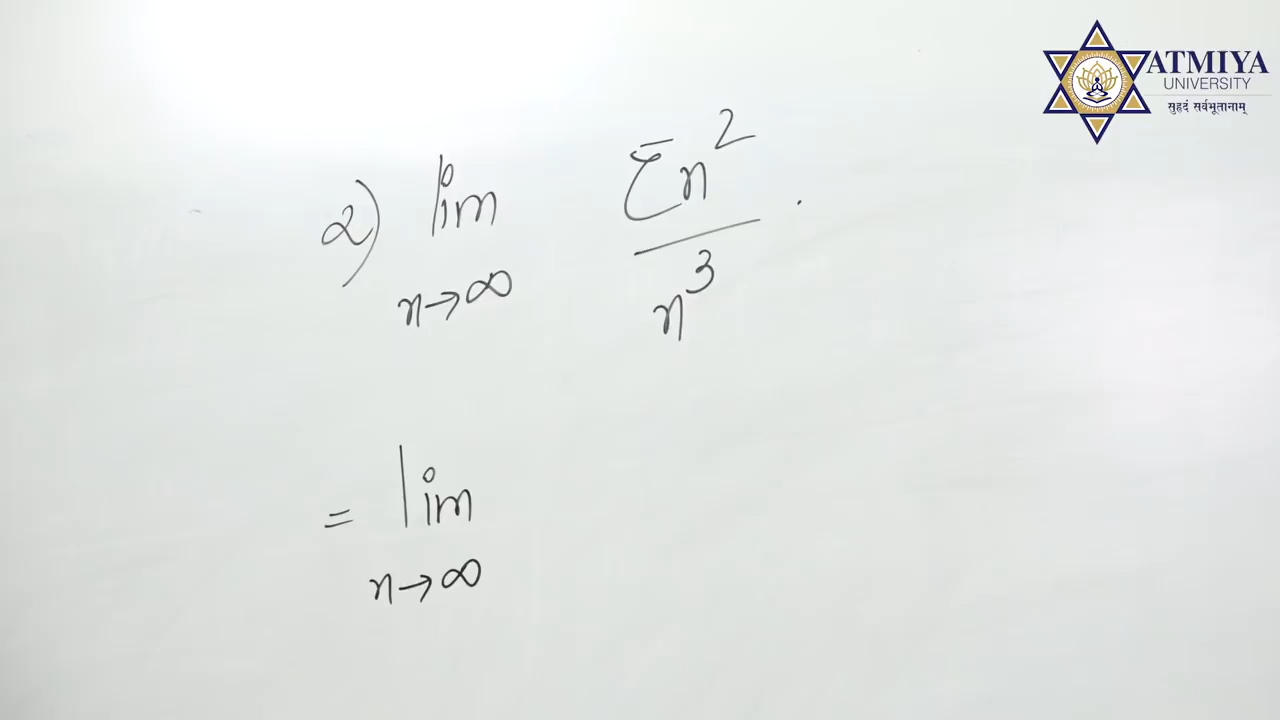 ATMIYA
UNIVERSITY
सुहृदं सर्वभूतानाम्
2) lim n→∞ Σn² / n³ .
= lim n→∞